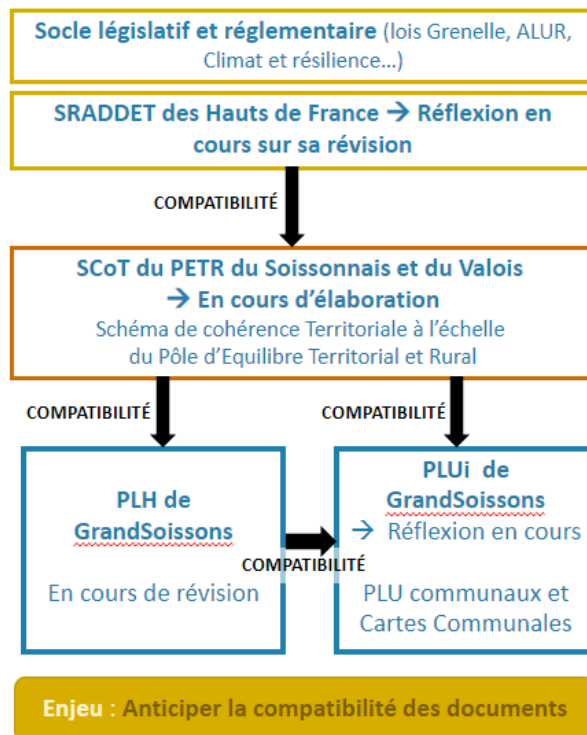 Socle législatif et réglementaire (lois Grenelle, ALUR,
Climat et résilience…)
SRADDET des Hauts de France → Réflexion en
cours sur sa révision
COMPATIBILITÉ
SCoT du PETR du Soissonnais et du Valois
→ En cours d’élaboration
Schéma de cohérence Territoriale à l’échelle
du Pôle d’Equilibre Territorial et Rural
COMPATIBILITÉ
COMPATIBILITÉ
PLH de
GrandSoissons
En cours de révision
COMPATIBILITÉ
PLUi de
GrandSoissons
→ Réflexion en cours
PLU communaux et
Cartes Communales
Enjeu : Anticiper la compatibilité des documents